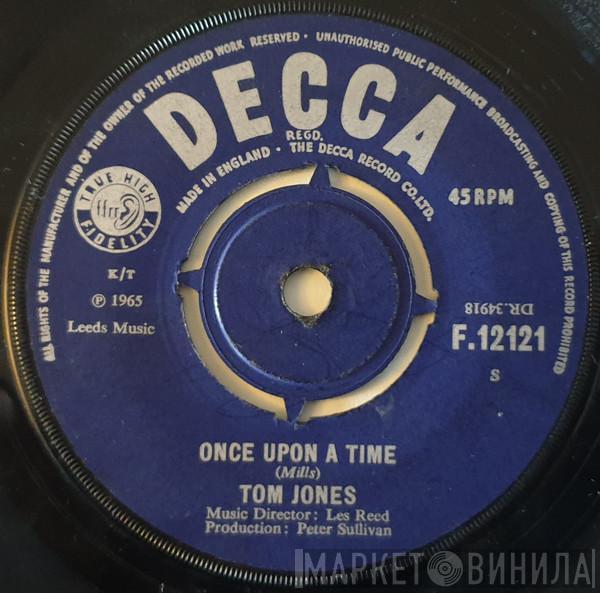 ALL RIGHTS OF THE MANUFACTURER AND OF THE OWNER OF THE RECORDED WORK RESERVED • UNAUTHORISED PUBLIC PERFORMANCE BROADCASTING AND COPYING OF THIS RECORD PROHIBITED
DECCA
REGD.
MADE IN ENGLAND • THE DECCA RECORD CO. LTD.
TRUE HIGH FIDELITY
ffrr
45 RPM
K/T
℗ 1965
Leeds Music
DR.34918
F.12121
S
ONCE UPON A TIME
(Mills)
TOM JONES
Music Director: Les Reed
Production: Peter Sullivan
МАРКЕТ ВИНИЛА